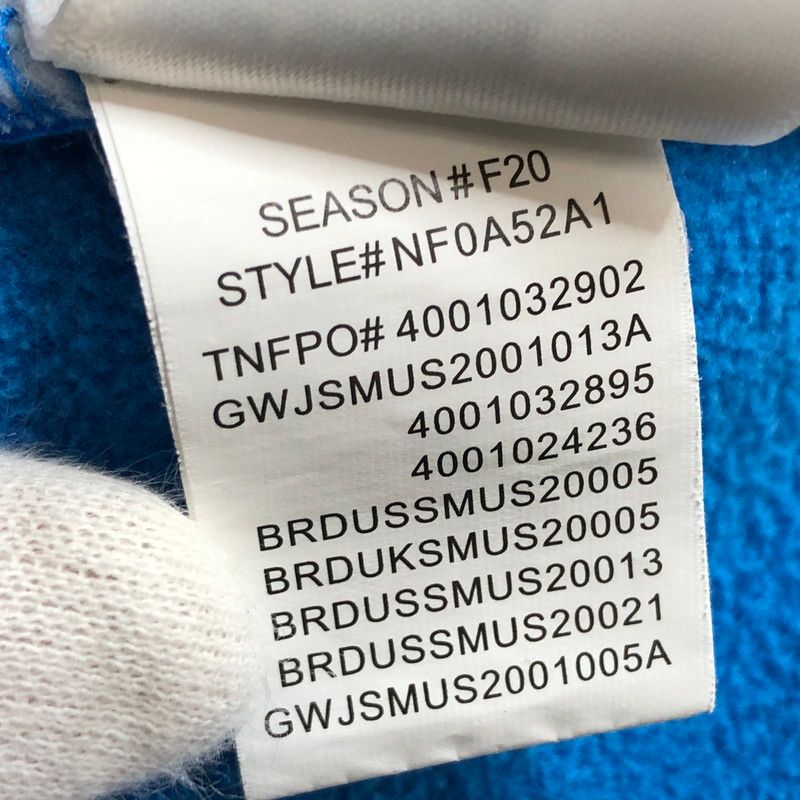 SEASON#F20
STYLE#NF0A52A1
TNFPO# 4001032902
GWJSMUS2001013A
4001032895
4001024236
BRDUSSMUS20005
BRDUKSMUS20005
BRDUSSMUS20013
BRDUSSMUS20021
GWJSMUS2001005A